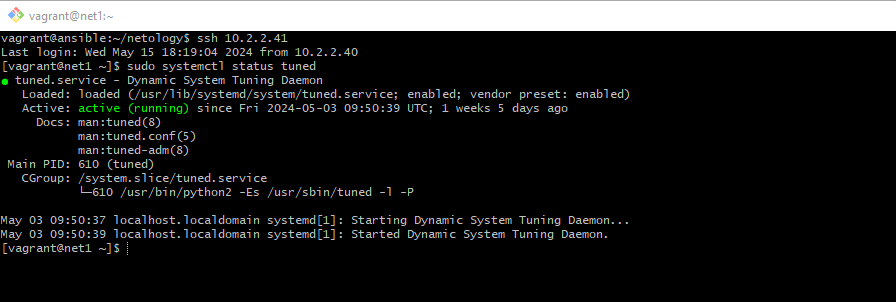 vagrant@net1:~
vagrant@ansible:~/netology$ ssh 10.2.2.41
Last login: Wed May 15 18:19:04 2024 from 10.2.2.40
[vagrant@net1 ~]$ sudo systemctl status tuned
● tuned.service - Dynamic System Tuning Daemon
   Loaded: loaded (/usr/lib/systemd/system/tuned.service; enabled; vendor preset: enabled)
   Active: active (running) since Fri 2024-05-03 09:50:39 UTC; 1 weeks 5 days ago
     Docs: man:tuned(8)
           man:tuned.conf(5)
           man:tuned-adm(8)
 Main PID: 610 (tuned)
   CGroup: /system.slice/tuned.service
           └─610 /usr/bin/python2 -Es /usr/sbin/tuned -l -P
May 03 09:50:37 localhost.localdomain systemd[1]: Starting Dynamic System Tuning Daemon...
May 03 09:50:39 localhost.localdomain systemd[1]: Started Dynamic System Tuning Daemon.
[vagrant@net1 ~]$